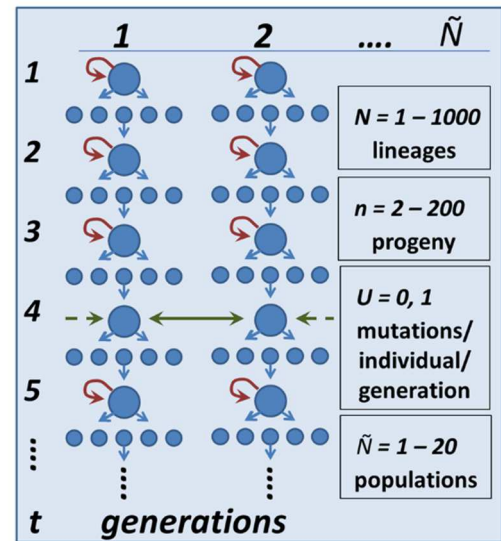 1 2 .... Ñ
1
N = 1 – 1000
lineages
2
n = 2 – 200
progeny
3
4
U = 0, 1
mutations/
individual/
generation
5
Ñ = 1 – 20
populations
....
⋮ ⋮
t generations